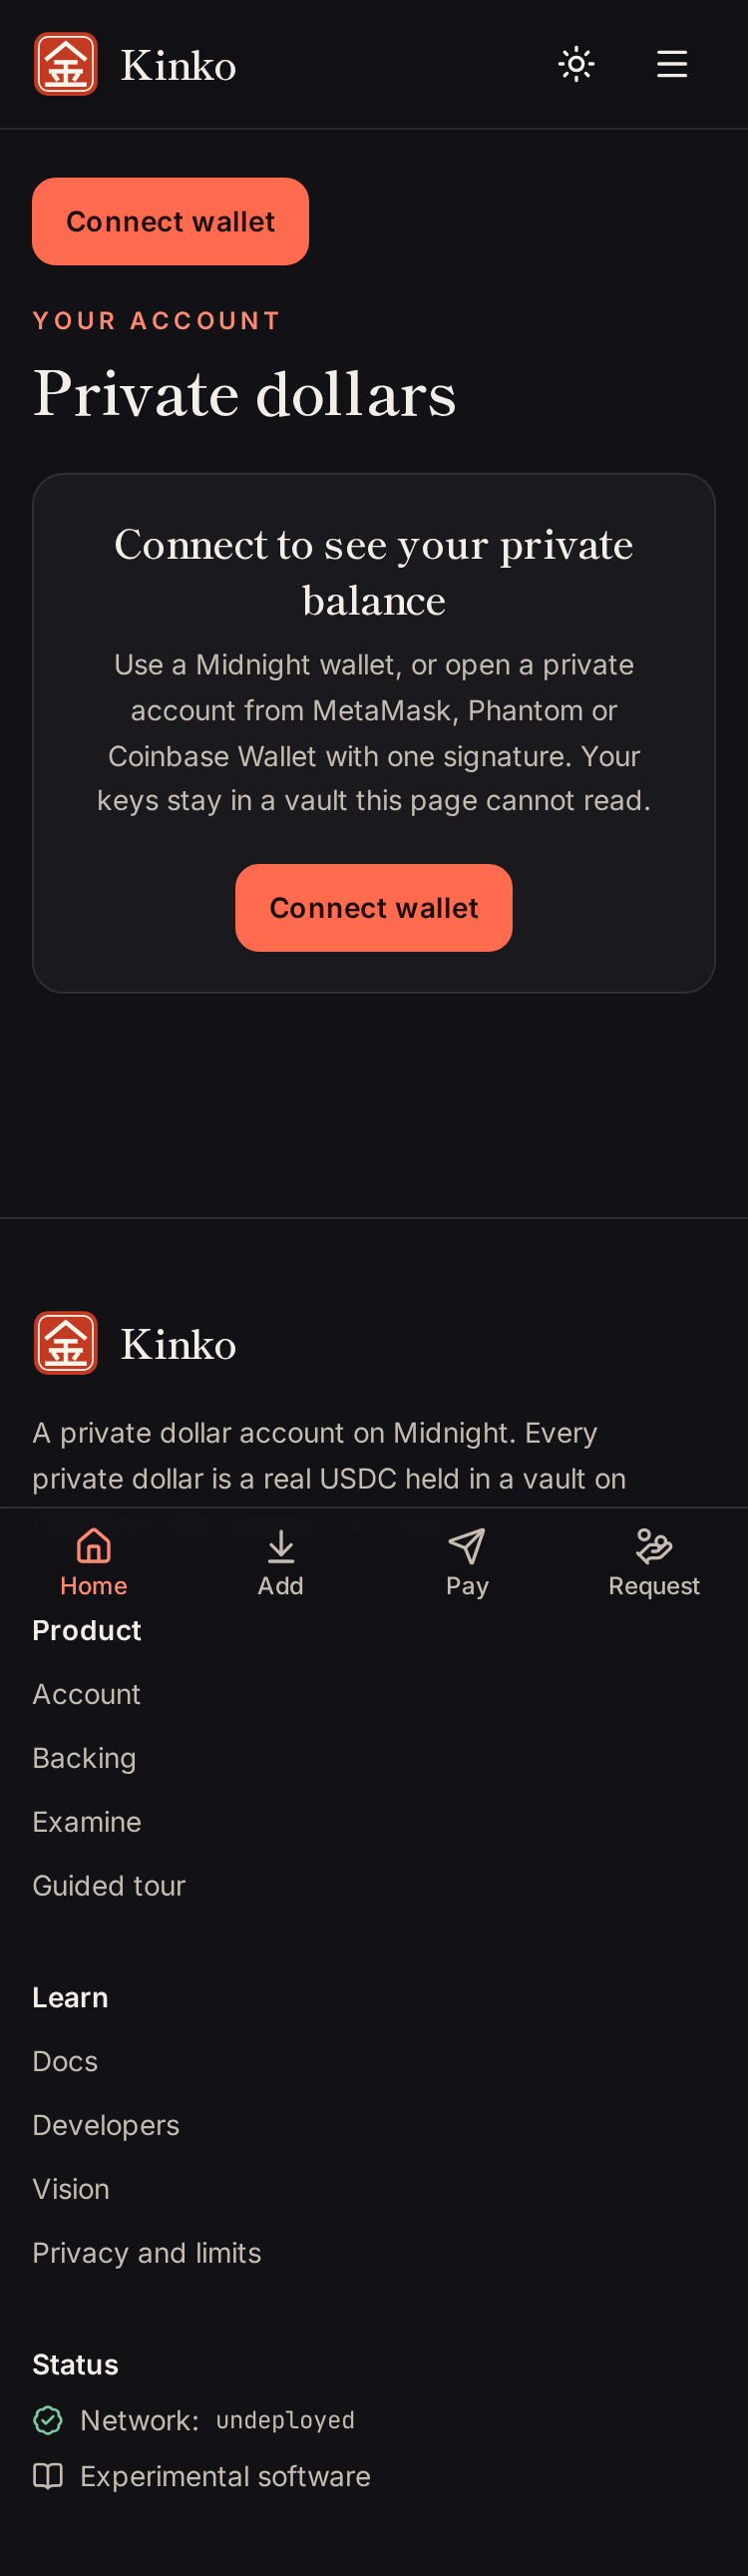 金 Kinko
Connect wallet
YOUR ACCOUNT
Private dollars
Connect to see your private
balance
Use a Midnight wallet, or open a private
account from MetaMask, Phantom or
Coinbase Wallet with one signature. Your
keys stay in a vault this page cannot read.
Connect wallet
金 Kinko
A private dollar account on Midnight. Every
private dollar is a real USDC held in a vault on
Home Add Pay Request
Product
Account
Backing
Examine
Guided tour
Learn
Docs
Developers
Vision
Privacy and limits
Status
Network: undeployed
Experimental software